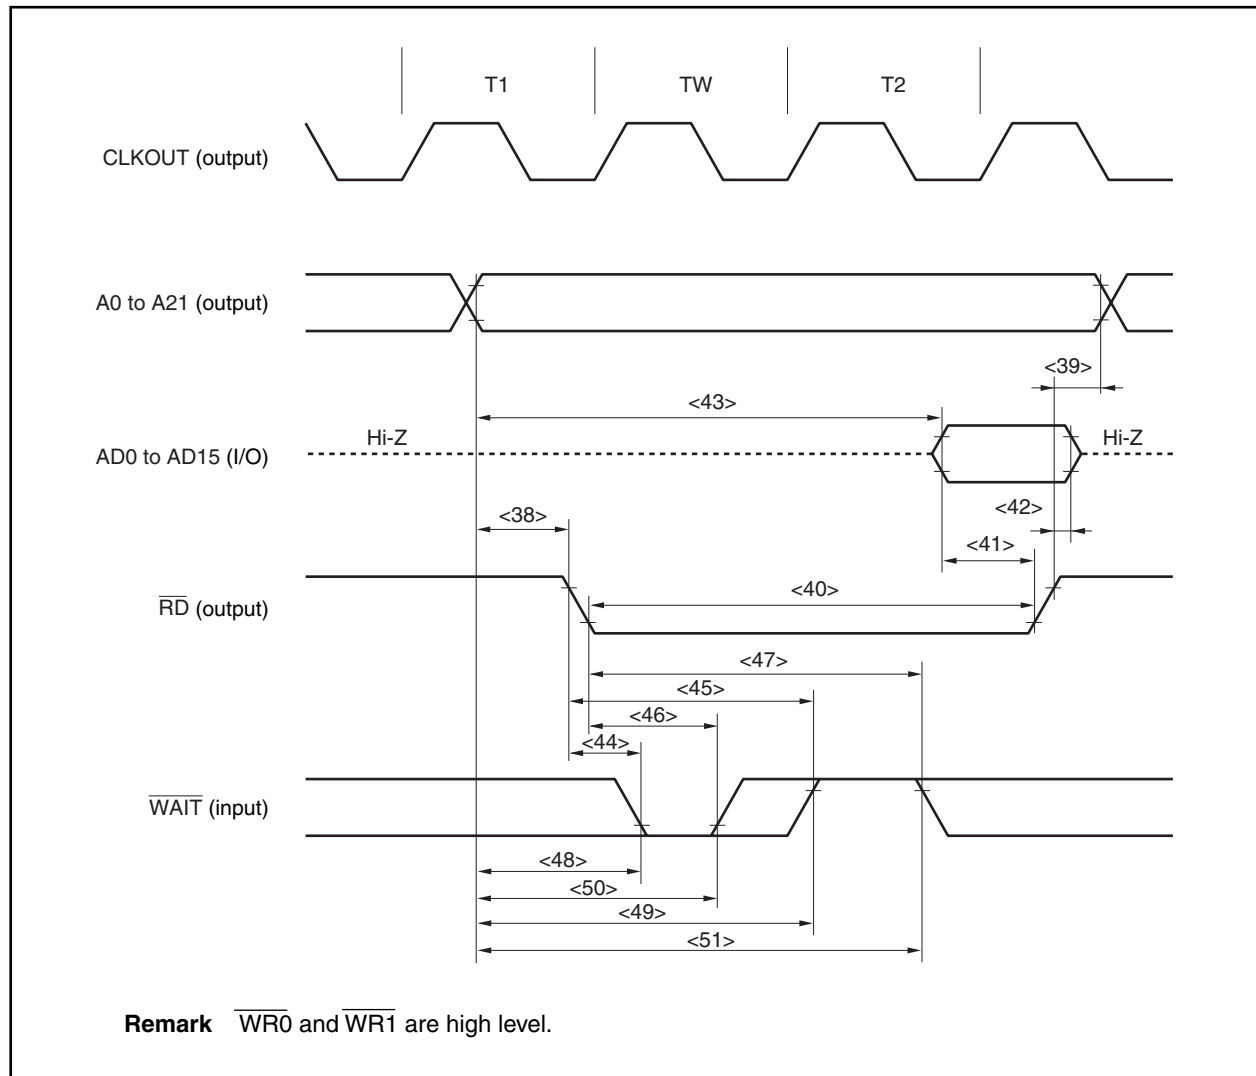 T1 TW T2
CLKOUT (output)
A0 to A21 (output)
<39>
<43>
Hi-Z Hi-Z
AD0 to AD15 (I/O)
<38> <42>
<41>
<40>
RD (output)
<47>
<45>
<46>
<44>
WAIT (input)
<48>
<50>
<49>
<51>
Remark WR0 and WR1 are high level.